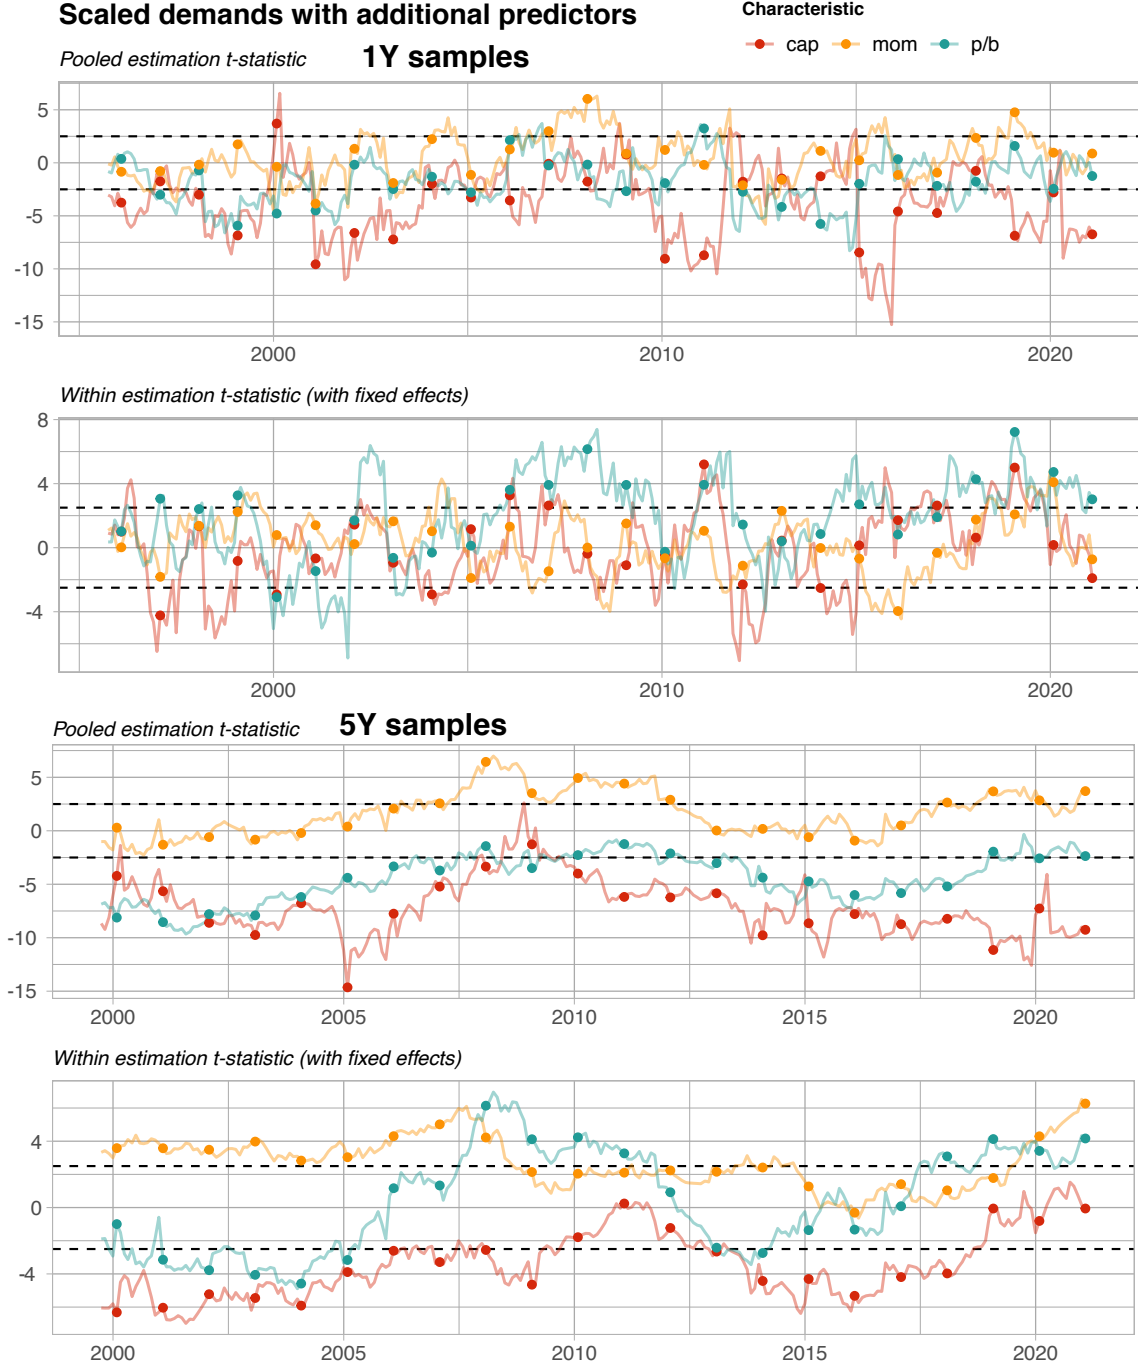 Scaled demands with additional predictors
Characteristic
cap mom p/b
Pooled estimation t-statistic 1Y samples
5
0
-5
-10
-15
2000 2010 2020
Within estimation t-statistic (with fixed effects)
8
4
0
-4
2000 2010 2020
Pooled estimation t-statistic 5Y samples
5
0
-5
-10
-15
2000 2005 2010 2015 2020
Within estimation t-statistic (with fixed effects)
4
0
-4
2000 2005 2010 2015 2020